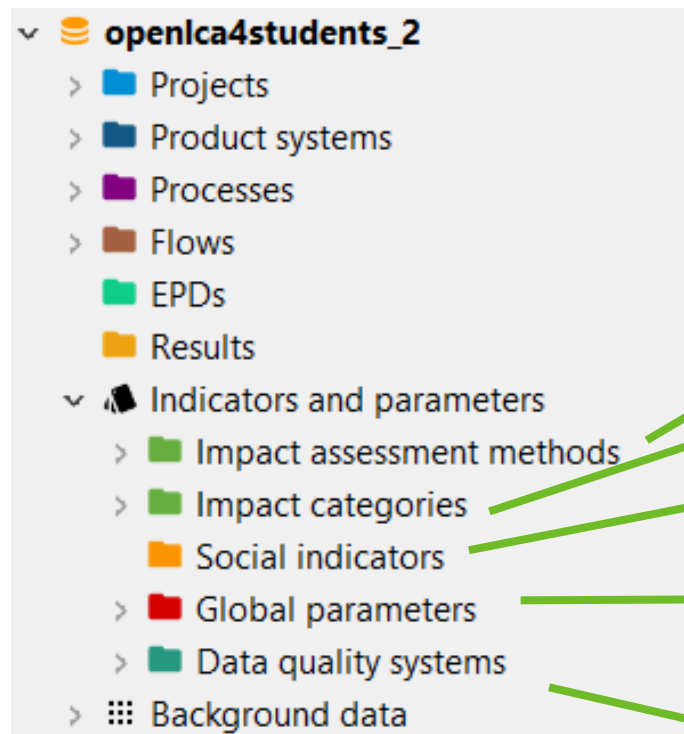 openlca4students_2
Projects
Product systems
Processes
Flows
EPDs
Results
Indicators and parameters
Impact assessment methods
Impact categories
Social indicators
Global parameters
Data quality systems
Background data